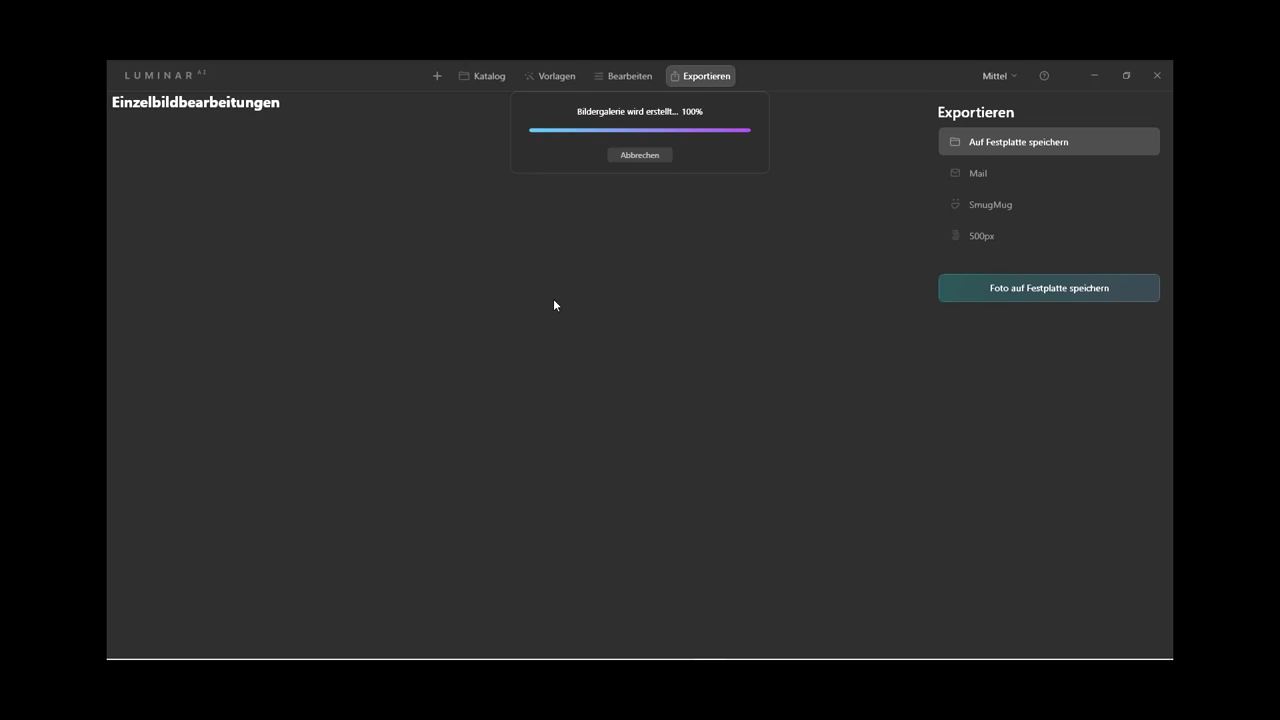 LUMINAR AI
Katalog
Vorlagen
Bearbeiten
Exportieren
Mittel
Einzelbildbearbeitungen
Bildergalerie wird erstellt... 100%
Abbrechen
Exportieren
Auf Festplatte speichern
Mail
SmugMug
500px
Foto auf Festplatte speichern